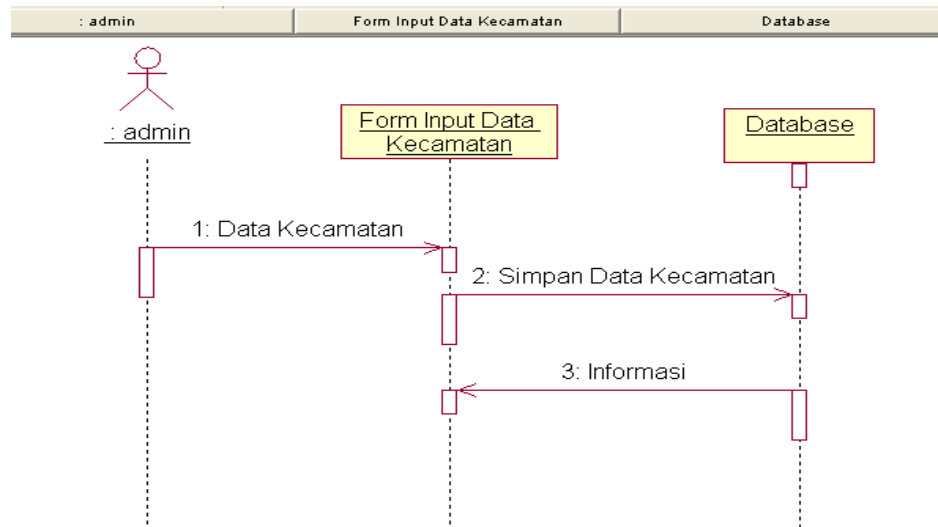 : admin
Form Input Data Kecamatan
Database
: admin
Form Input Data
Kecamatan
Database
1: Data Kecamatan
2: Simpan Data Kecamatan
3: Informasi